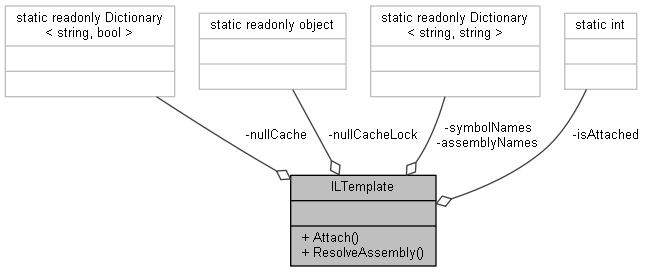 static readonly Dictionary
< string, bool >
static readonly object
static readonly Dictionary
< string, string >
static int
-nullCache
-nullCacheLock
-symbolNames
-assemblyNames
-isAttached
ILTemplate
+ Attach()
+ ResolveAssembly()